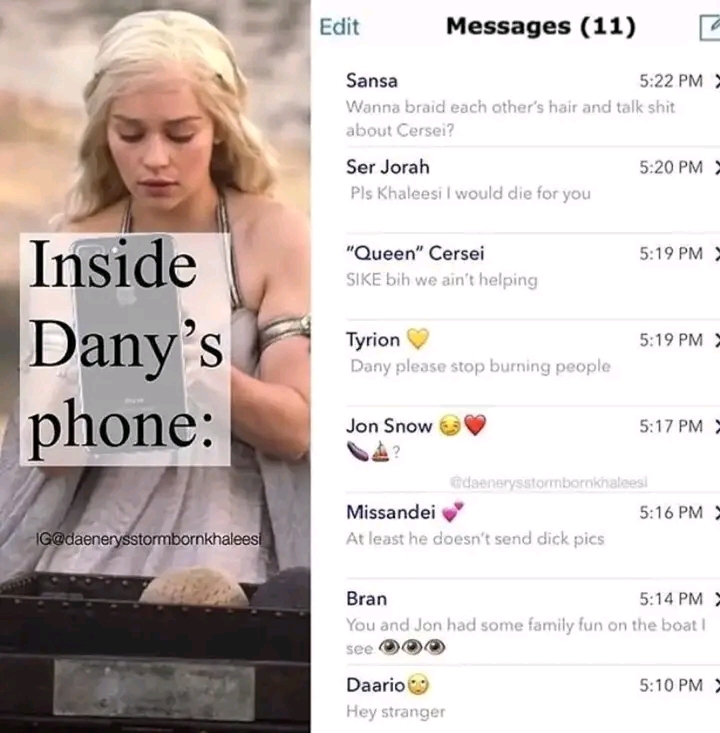 Inside
Dany's
phone:
IG@daenerysstormbornkhaleesi
Edit
Messages (11)
Sansa 5:22 PM
Wanna braid each other's hair and talk shit
about Cersei?
Ser Jorah 5:20 PM
Pls Khaleesi I would die for you
"Queen" Cersei 5:19 PM
SIKE bih we ain't helping
Tyrion 💛 5:19 PM
Dany please stop burning people
Jon Snow 😏❤️ 5:17 PM
🍆⛵?
@daenerysstormbornkhaleesi
Missandei 💕 5:16 PM
At least he doesn't send dick pics
Bran 5:14 PM
You and Jon had some family fun on the boat I
see 👁👁👁
Daario🙄 5:10 PM
Hey stranger